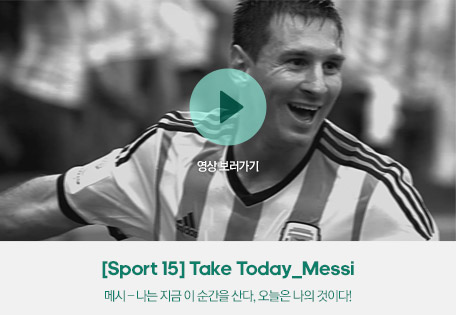 영상 보러가기
adidas
[Sport 15] Take Today_Messi
메시 – 나는 지금 이 순간을 산다, 오늘은 나의 것이다!